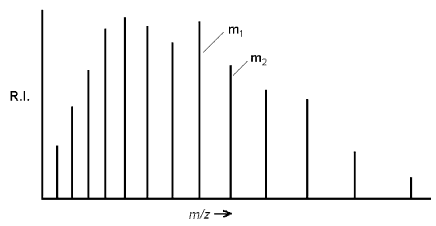 m₁
m₂
R.I.
m/z →